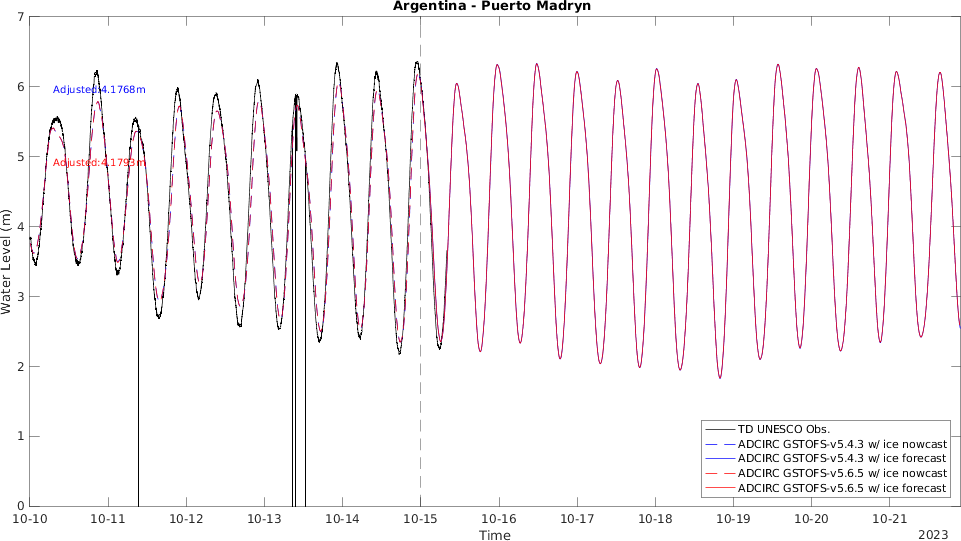 Argentina - Puerto Madryn
7
6
5
4
3
2
1
0
Water Level (m)
Adjusted:4.1768m
Adjusted:4.1793m
TD UNESCO Obs.
ADCIRC GSTOFS-v5.4.3 w/ ice nowcast
ADCIRC GSTOFS-v5.4.3 w/ ice forecast
ADCIRC GSTOFS-v5.6.5 w/ ice nowcast
ADCIRC GSTOFS-v5.6.5 w/ ice forecast
10-10 10-11 10-12 10-13 10-14 10-15 10-16 10-17 10-18 10-19 10-20 10-21
Time
2023